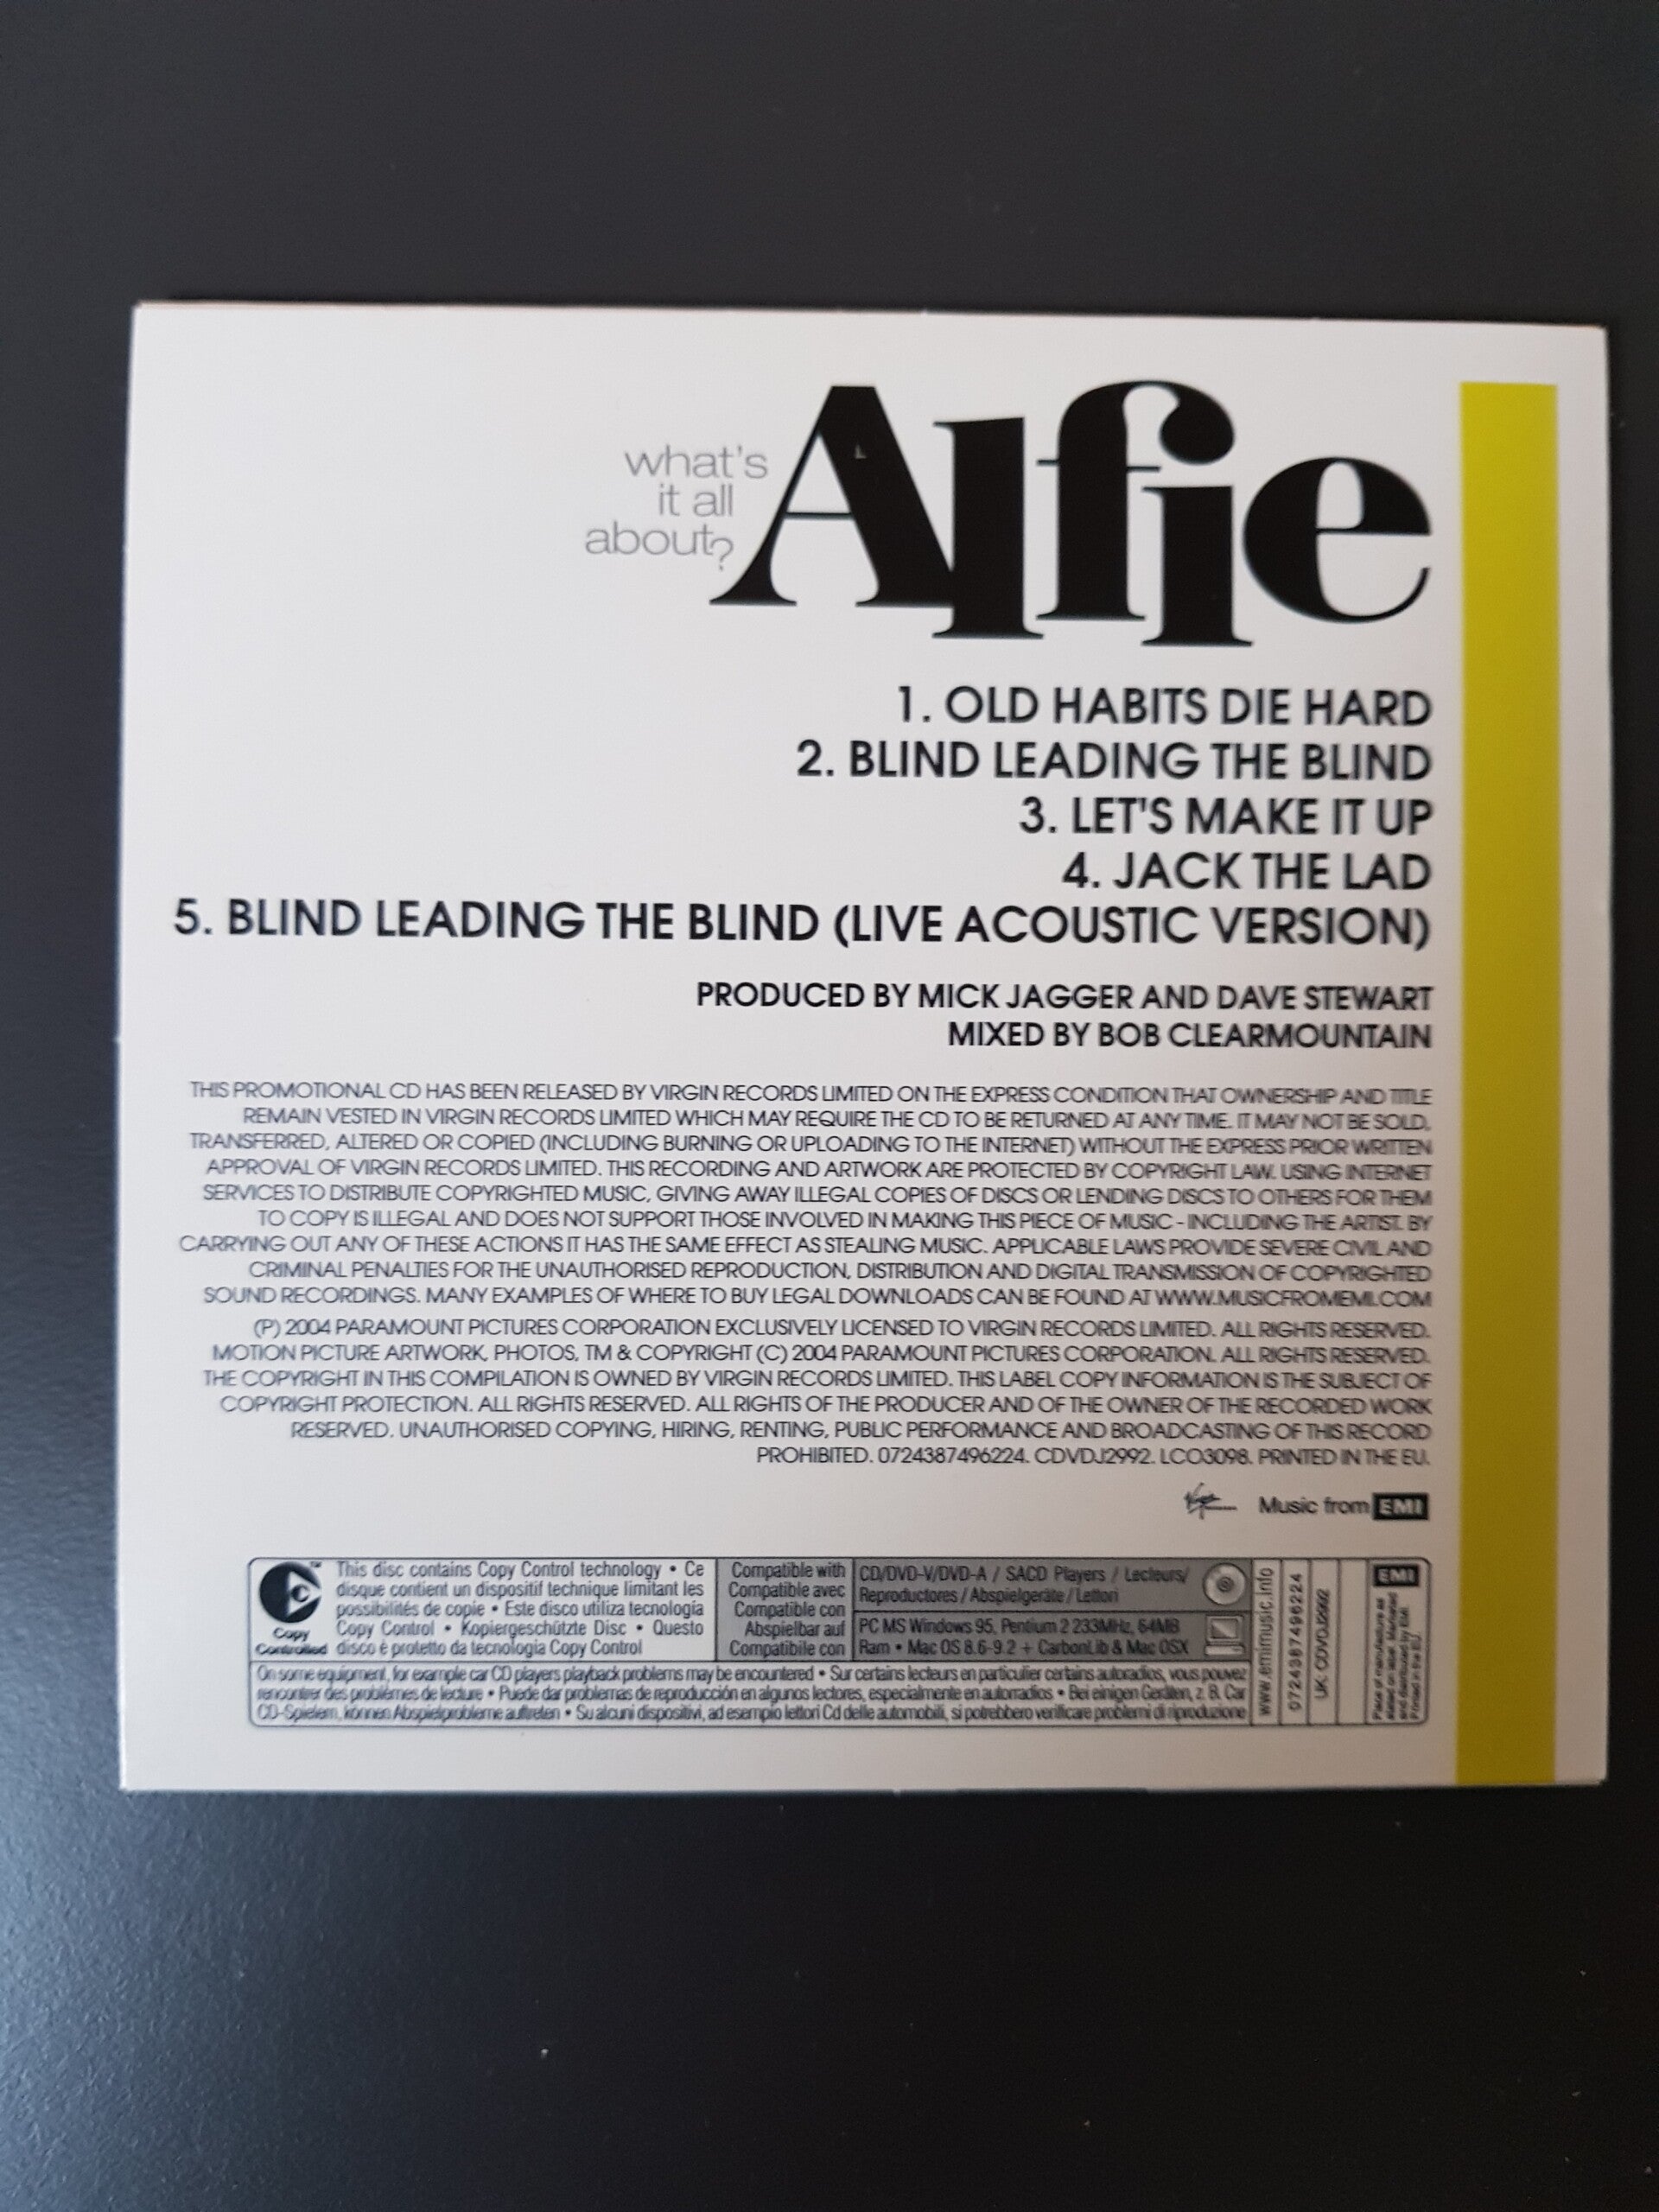 what's
it all
about?
Alfie
1. OLD HABITS DIE HARD
2. BLIND LEADING THE BLIND
3. LET'S MAKE IT UP
4. JACK THE LAD
5. BLIND LEADING THE BLIND (LIVE ACOUSTIC VERSION)
PRODUCED BY MICK JAGGER AND DAVE STEWART
MIXED BY BOB CLEARMOUNTAIN
THIS PROMOTIONAL CD HAS BEEN RELEASED BY VIRGIN RECORDS LIMITED ON THE EXPRESS CONDITION THAT OWNERSHIP AND TITLE
REMAIN VESTED IN VIRGIN RECORDS LIMITED WHICH MAY REQUIRE THE CD TO BE RETURNED AT ANY TIME. IT MAY NOT BE SOLD,
TRANSFERRED, ALTERED OR COPIED (INCLUDING BURNING OR UPLOADING TO THE INTERNET) WITHOUT THE EXPRESS PRIOR WRITTEN
APPROVAL OF VIRGIN RECORDS LIMITED. THIS RECORDING AND ARTWORK ARE PROTECTED BY COPYRIGHT LAW. USING INTERNET
SERVICES TO DISTRIBUTE COPYRIGHTED MUSIC, GIVING AWAY ILLEGAL COPIES OF DISCS OR LENDING DISCS TO OTHERS FOR THEM
TO COPY IS ILLEGAL AND DOES NOT SUPPORT THOSE INVOLVED IN MAKING THIS PIECE OF MUSIC - INCLUDING THE ARTIST. BY
CARRYING OUT ANY OF THESE ACTIONS IT HAS THE SAME EFFECT AS STEALING MUSIC. APPLICABLE LAWS PROVIDE SEVERE CIVIL AND
CRIMINAL PENALTIES FOR THE UNAUTHORISED REPRODUCTION, DISTRIBUTION AND DIGITAL TRANSMISSION OF COPYRIGHTED
SOUND RECORDINGS. MANY EXAMPLES OF WHERE TO BUY LEGAL DOWNLOADS CAN BE FOUND AT WWW.MUSICFROMEMI.COM
(P) 2004 PARAMOUNT PICTURES CORPORATION EXCLUSIVELY LICENSED TO VIRGIN RECORDS LIMITED. ALL RIGHTS RESERVED.
MOTION PICTURE ARTWORK, PHOTOS, TM & COPYRIGHT (C) 2004 PARAMOUNT PICTURES CORPORATION. ALL RIGHTS RESERVED.
THE COPYRIGHT IN THIS COMPILATION IS OWNED BY VIRGIN RECORDS LIMITED. THIS LABEL COPY INFORMATION IS THE SUBJECT OF
COPYRIGHT PROTECTION. ALL RIGHTS RESERVED. ALL RIGHTS OF THE PRODUCER AND OF THE OWNER OF THE RECORDED WORK
RESERVED. UNAUTHORISED COPYING, HIRING, RENTING, PUBLIC PERFORMANCE AND BROADCASTING OF THIS RECORD
PROHIBITED. 0724387496224. CDVDJ2992. LC03098. PRINTED IN THE EU.
Virgin
Music from EMI
Copy
Controlled
This disc contains Copy Control technology • Ce
disque contient un dispositif technique limitant les
possibilités de copie • Este disco utiliza tecnología
Copy Control • Kopiergeschützte Disc • Questo
disco è protetto da tecnologia Copy Control
Compatible with
Compatible avec
Compatible con
Abspielbar auf
Compatibile con
CD/DVD-V/DVD-A / SACD Players / Lecteurs/
Reproductores / Abspielgeräte / Lettori
PC MS Windows 95, Pentium 2 233MHz, 64MB
Ram • Mac OS 8.6-9.2 + CarbonLib & Mac OSX
On some equipment, for example car CD players playback problems may be encountered • Sur certains lecteurs en particulier certains autoradios, vous pouvez
rencontrer des problèmes de lecture • Puede dar problemas de reproducción en algunos lectores, especialmente en autorradios • Bei einigen Geräten, z. B. Car
CD-Spielern, können Abspielprobleme auftreten • Su alcuni dispositivi, ad esempio lettori Cd delle automobili, si potrebbero verificare problemi di riproduzione
www.emimusic.info
0724387496224
UK: CDVDJ2992
EMI
Place of manufacture as
stated on label. Marketed
and distributed by EMI.
Printed in the EU.